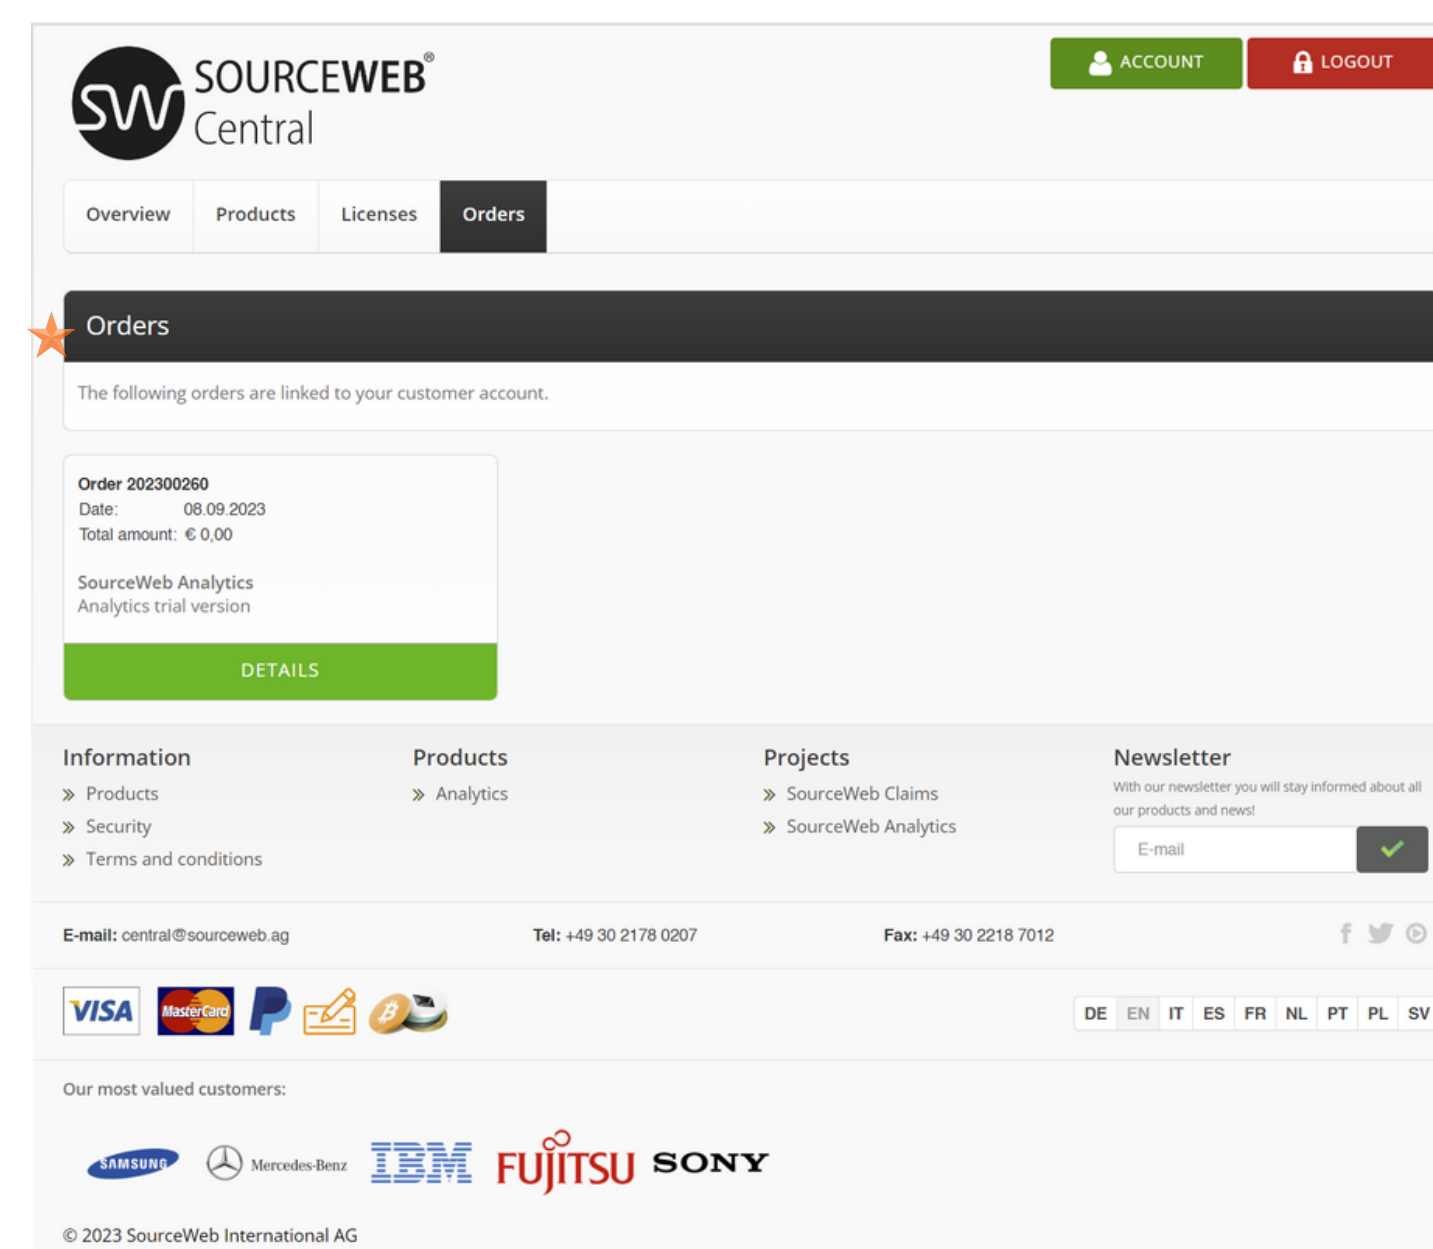 SW SOURCEWEB®
Central
ACCOUNT
LOGOUT
Overview Products Licenses Orders
Orders
The following orders are linked to your customer account.
Order 202300260
Date: 08.09.2023
Total amount: € 0,00
SourceWeb Analytics
Analytics trial version
DETAILS
Information
» Products
» Security
» Terms and conditions
Products
» Analytics
Projects
» SourceWeb Claims
» SourceWeb Analytics
Newsletter
With our newsletter you will stay informed about all
our products and news!
E-mail
E-mail: central@sourceweb.ag Tel: +49 30 2178 0207 Fax: +49 30 2218 7012
VISA MasterCard
DE EN IT ES FR NL PT PL SV
Our most valued customers:
SAMSUNG Mercedes-Benz IBM FUJITSU SONY
© 2023 SourceWeb International AG